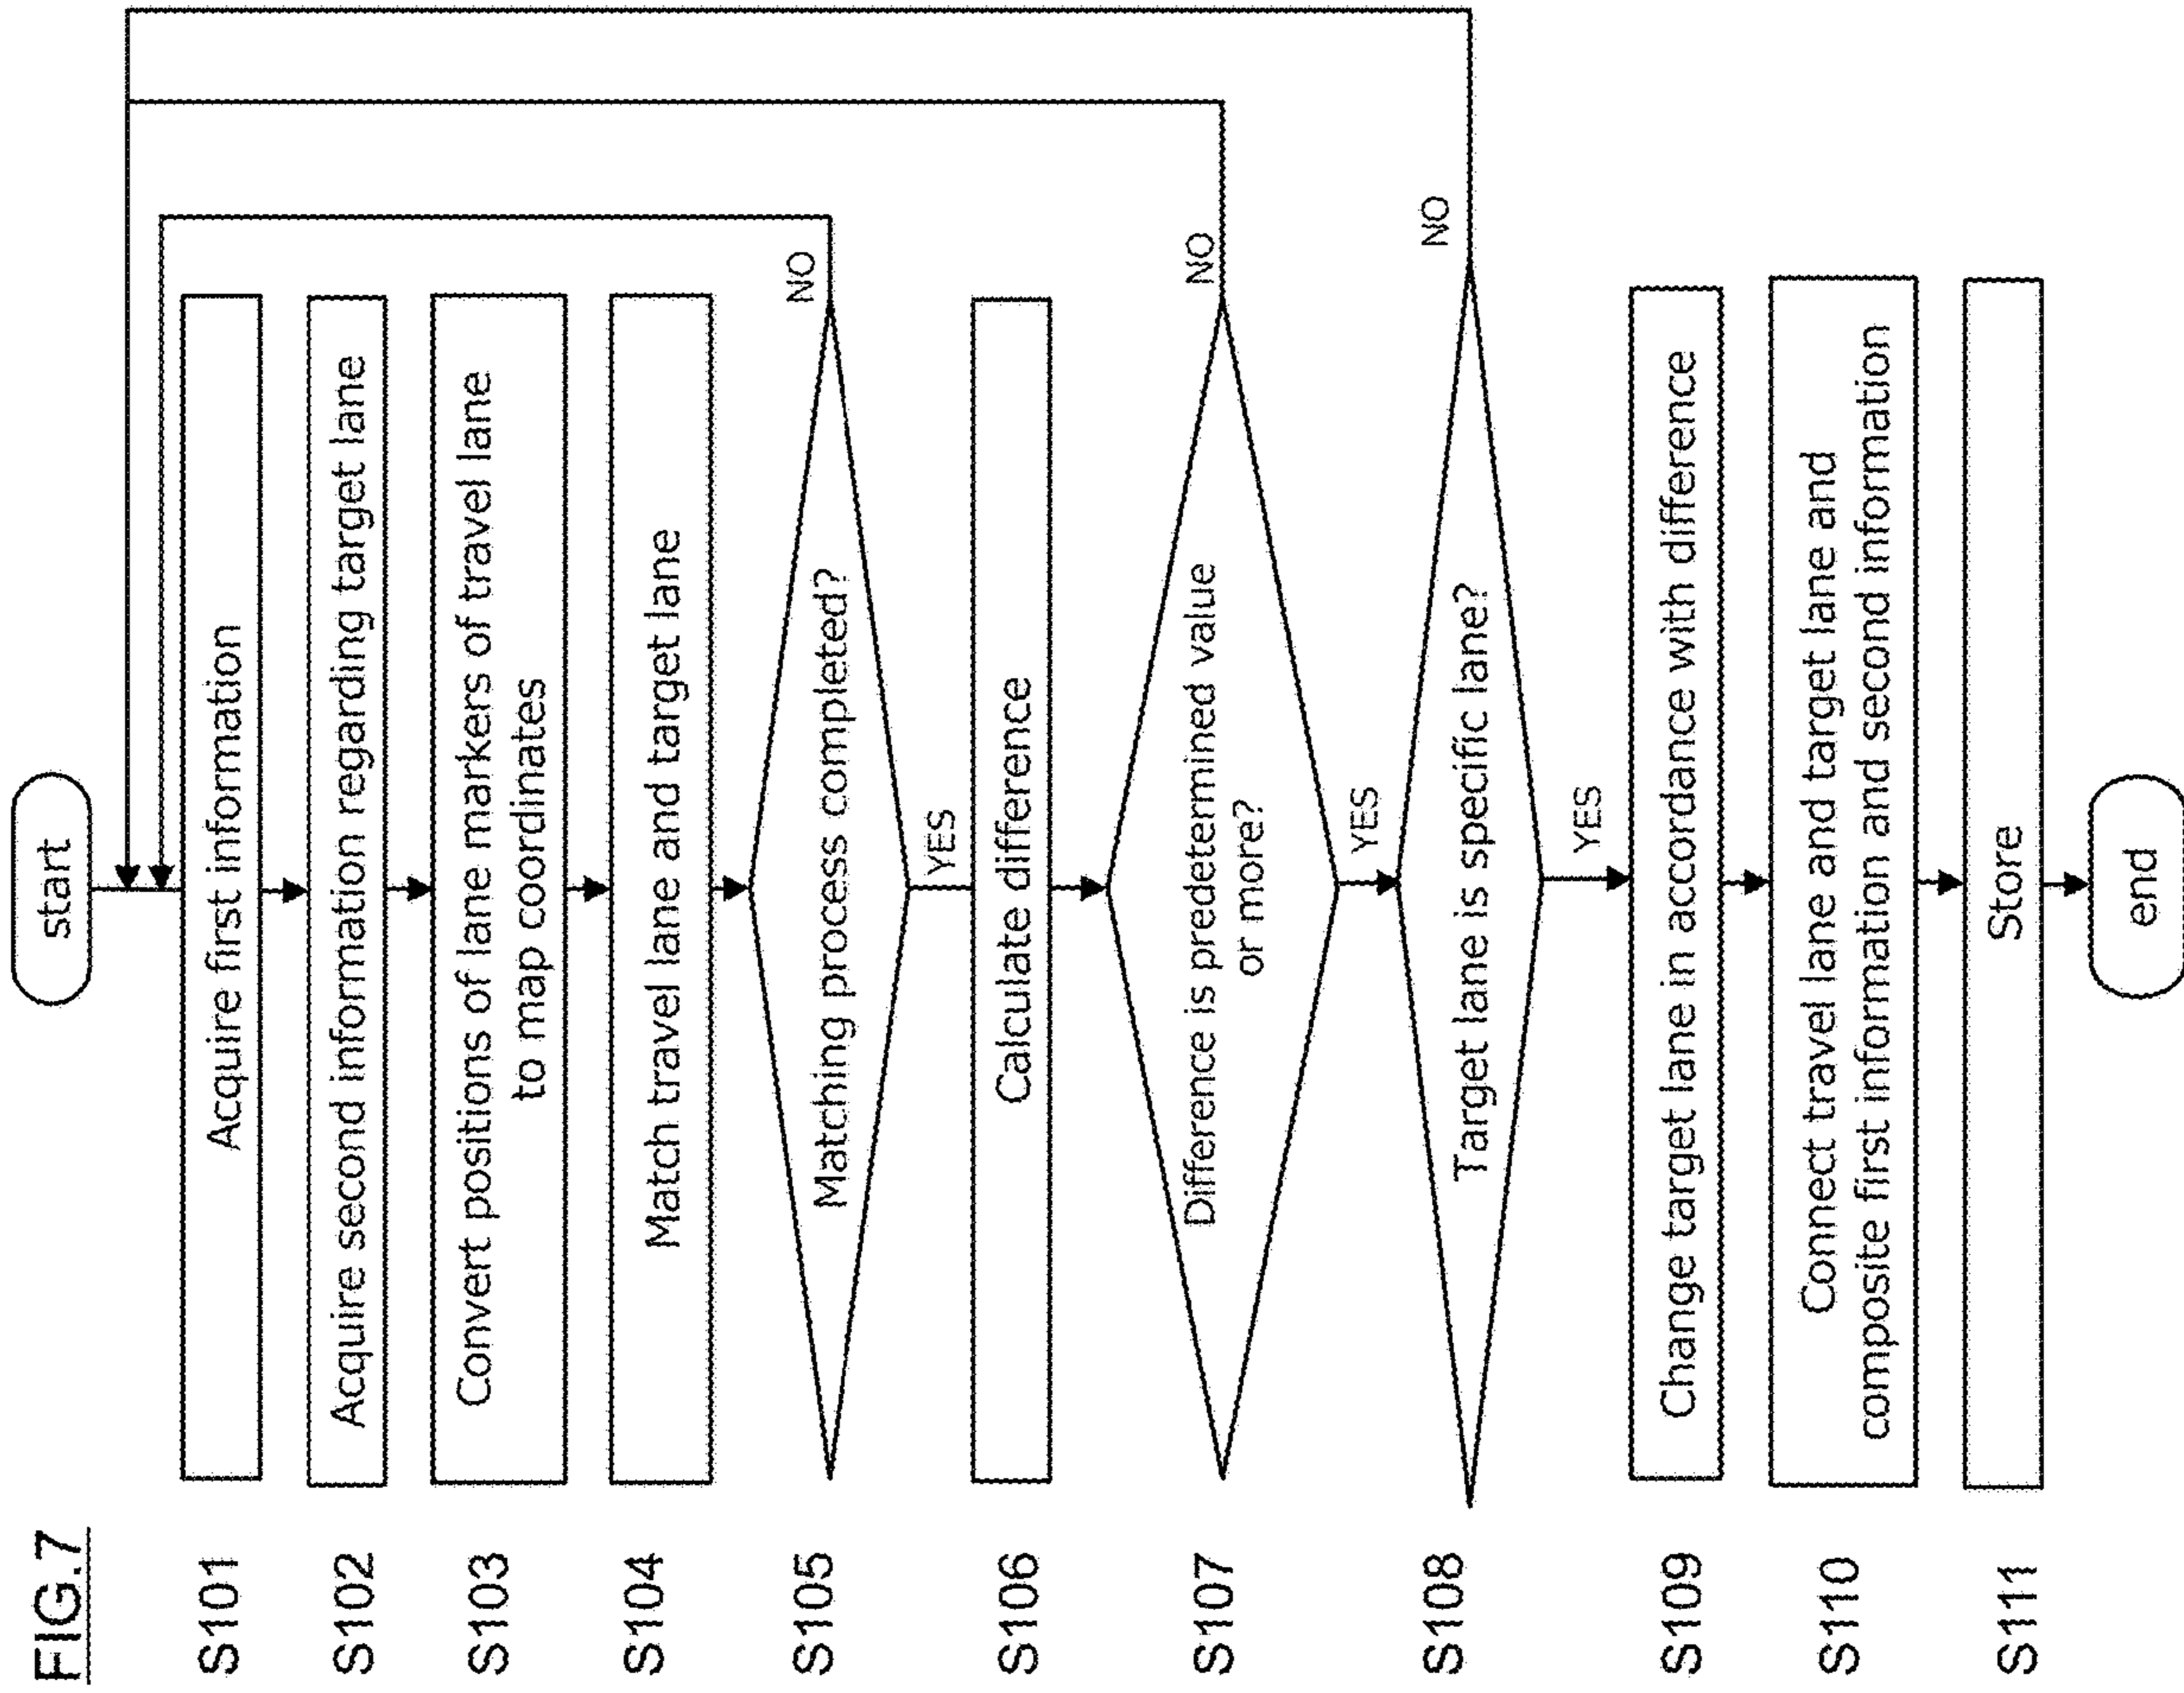 FIG.7
start
S101
Acquire first information
S102
Acquire second information regarding target lane
S103
Convert positions of lane markers of travel lane
to map coordinates
S104
Match travel lane and target lane
S105
Matching process completed?
NO
YES
S106
Calculate difference
S107
Difference is predetermined value
or more?
NO
YES
S108
Target lane is specific lane?
NO
YES
S109
Change target lane in accordance with difference
S110
Connect travel lane and target lane and
composite first information and second information
S111
Store
end